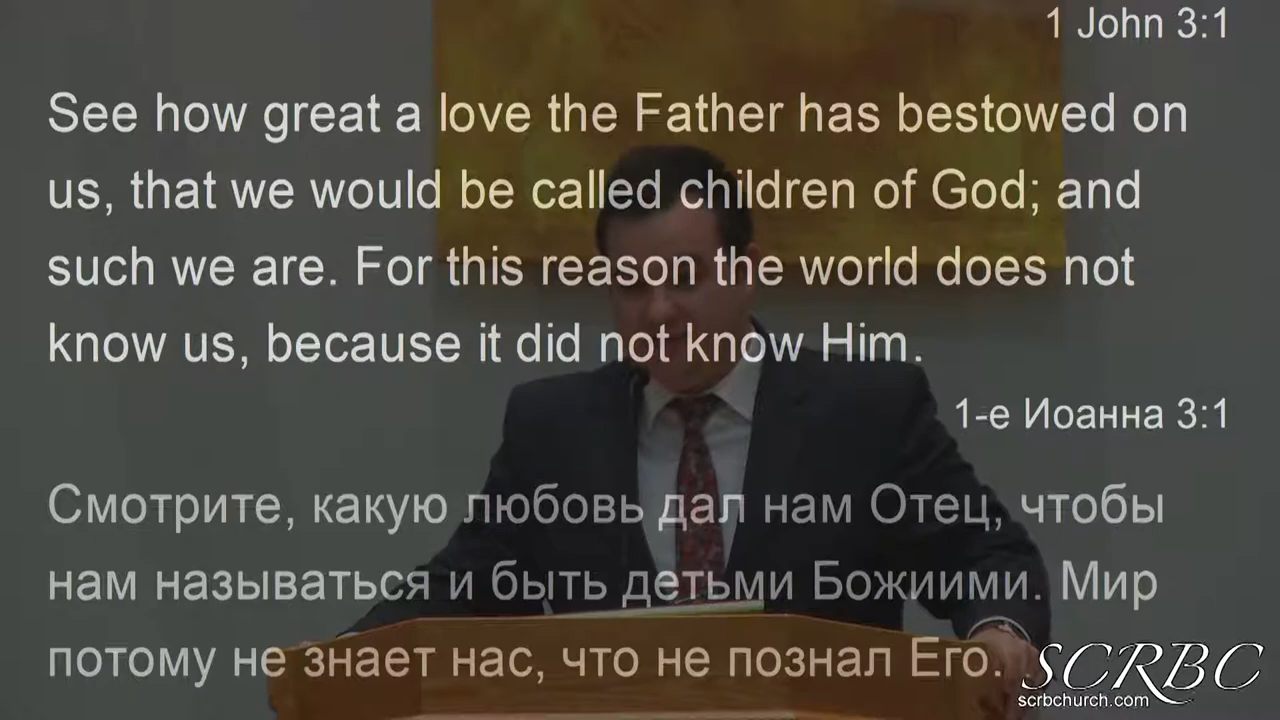 1 John 3:1
See how great a love the Father has bestowed on
us, that we would be called children of God; and
such we are. For this reason the world does not
know us, because it did not know Him.
1-е Иоанна 3:1
Смотрите, какую любовь дал нам Отец, чтобы
нам называться и быть детьми Божиими. Мир
потому не знает нас, что не познал Его.
SCRBC
scrbchurch.com